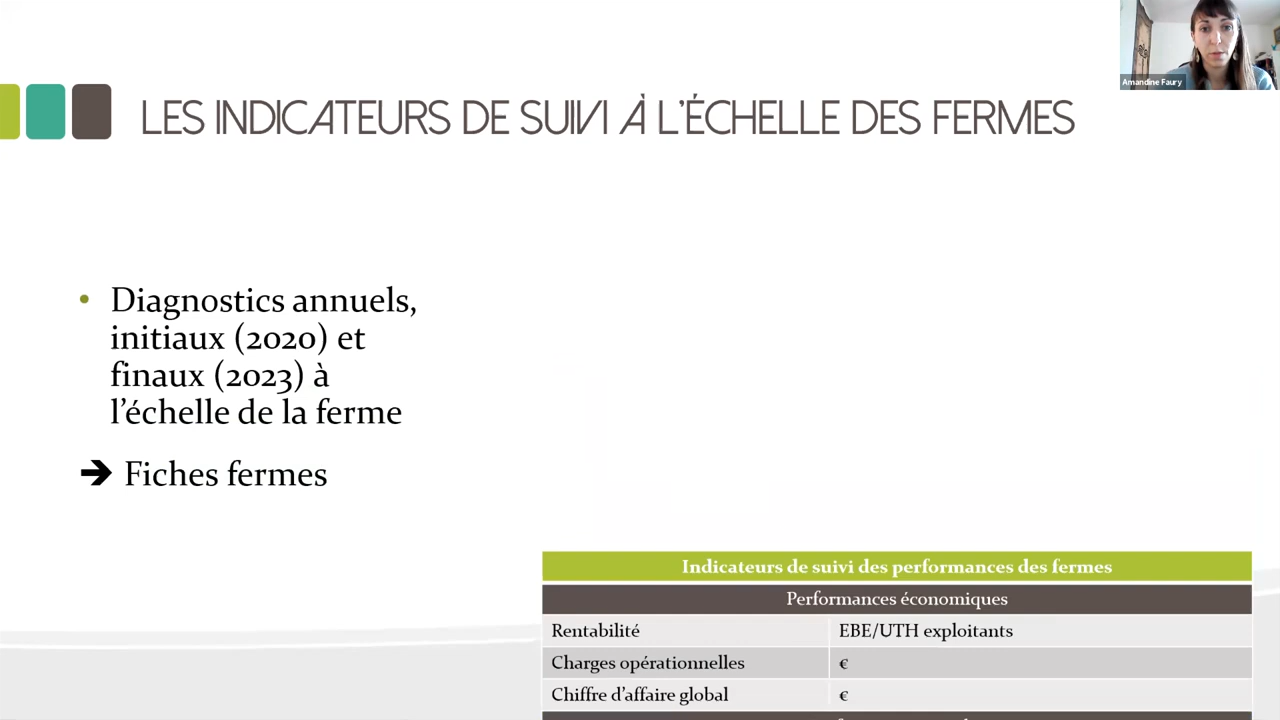 Amandine Faury
LES INDICATEURS DE SUIVI À L'ÉCHELLE DES FERMES
• Diagnostics annuels,
initiaux (2020) et
finaux (2023) à
l'échelle de la ferme
➔ Fiches fermes
Indicateurs de suivi des performances des fermes
Performances économiques
Rentabilité EBE/UTH exploitants
Charges opérationnelles €
Chiffre d'affaire global €